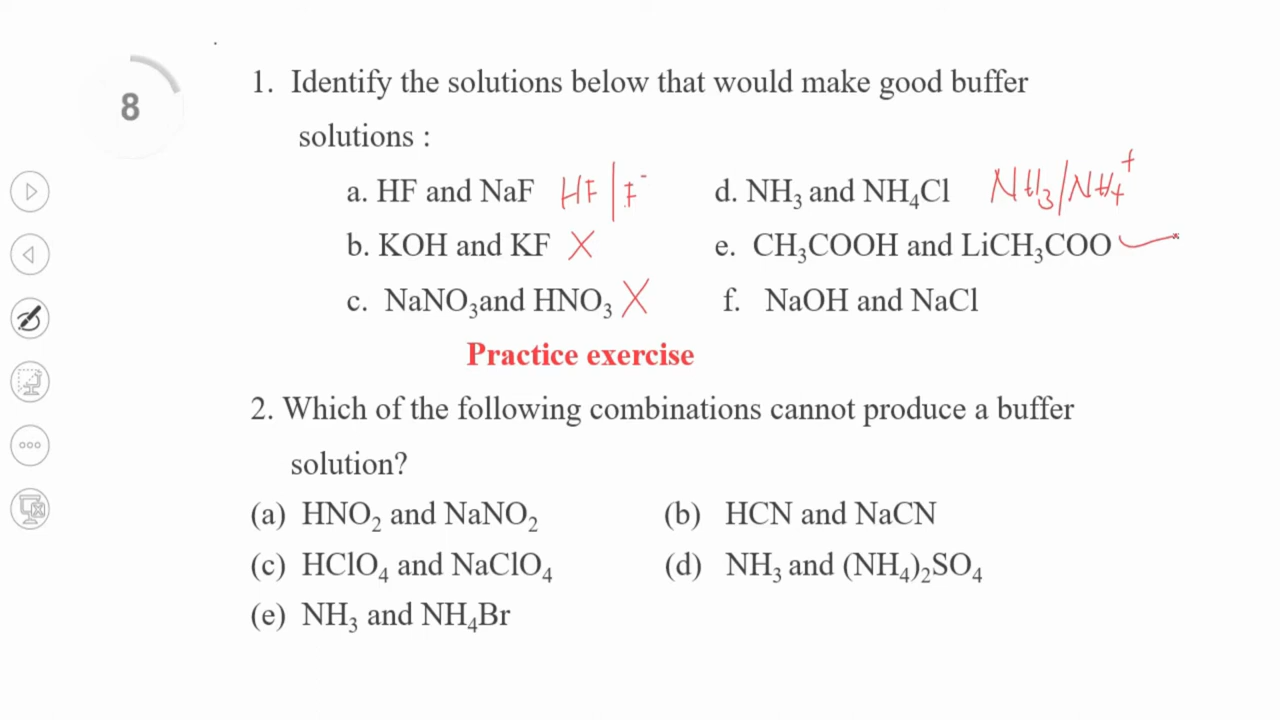 8
1. Identify the solutions below that would make good buffer
solutions :
a. HF and NaF HF/F⁻ d. NH₃ and NH₄Cl NH₃/NH₄⁺
b. KOH and KF X e. CH₃COOH and LiCH₃COO
c. NaNO₃and HNO₃ X f. NaOH and NaCl
Practice exercise
2. Which of the following combinations cannot produce a buffer
solution?
(a) HNO₂ and NaNO₂ (b) HCN and NaCN
(c) HClO₄ and NaClO₄ (d) NH₃ and (NH₄)₂SO₄
(e) NH₃ and NH₄Br